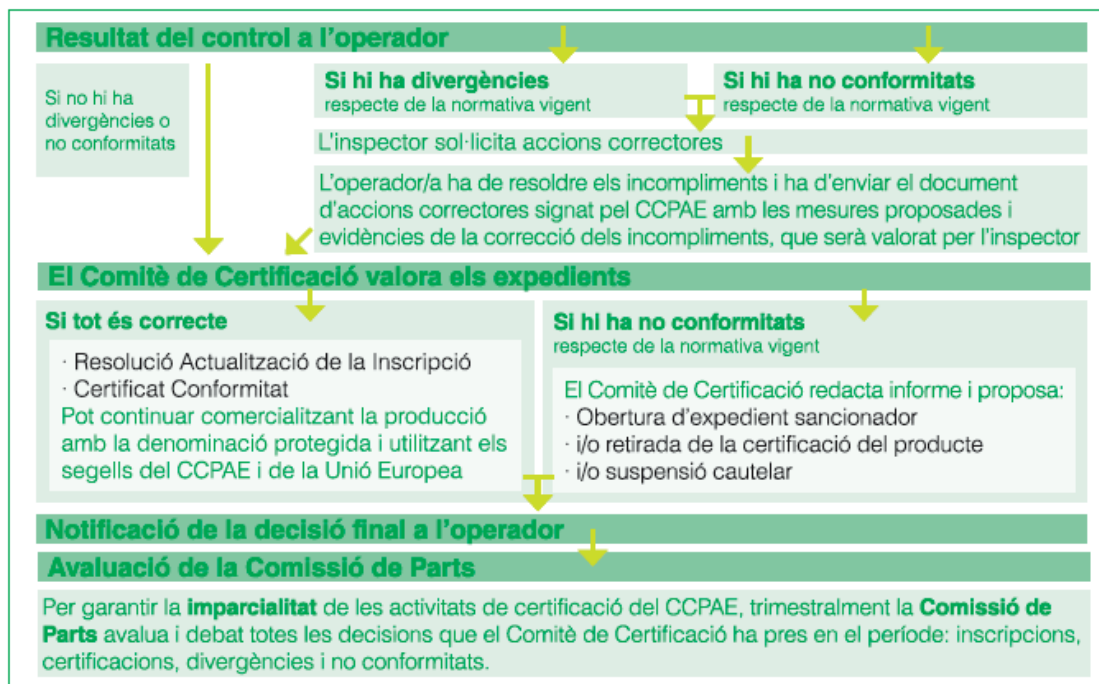 Resultat del control a l'operador
Si no hi ha
divergències o
no conformitats
Si hi ha divergències
respecte de la normativa vigent
Si hi ha no conformitats
respecte de la normativa vigent
L'inspector sol·licita accions correctores
L'operador/a ha de resoldre els incompliments i ha d'enviar el document
d'accions correctores signat pel CCPAE amb les mesures proposades i
evidències de la correcció dels incompliments, que serà valorat per l'inspector
El Comitè de Certificació valora els expedients
Si tot és correcte
· Resolució Actualització de la Inscripció
· Certificat Conformitat
Pot continuar comercialitzant la producció
amb la denominació protegida i utilitzant els
segells del CCPAE i de la Unió Europea
Si hi ha no conformitats
respecte de la normativa vigent
El Comitè de Certificació redacta informe i proposa:
· Obertura d'expedient sancionador
· i/o retirada de la certificació del producte
· i/o suspensió cautelar
Notificació de la decisió final a l'operador
Avaluació de la Comissió de Parts
Per garantir la imparcialitat de les activitats de certificació del CCPAE, trimestralment la Comissió de
Parts avalua i debat totes les decisions que el Comitè de Certificació ha pres en el període: inscripcions,
certificacions, divergències i no conformitats.